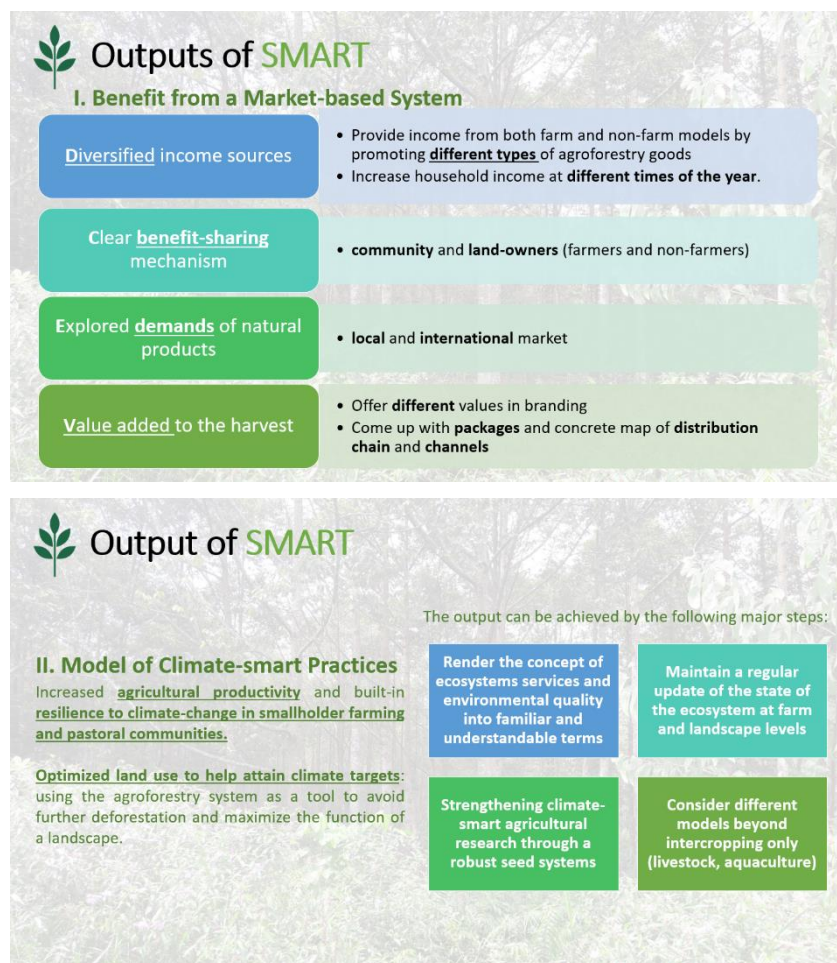 Outputs of SMART
I. Benefit from a Market-based System
Diversified income sources
• Provide income from both farm and non-farm models by
promoting different types of agroforestry goods
• Increase household income at different times of the year.
Clear benefit-sharing
mechanism
• community and land-owners (farmers and non-farmers)
Explored demands of natural
products
• local and international market
Value added to the harvest
• Offer different values in branding
• Come up with packages and concrete map of distribution
chain and channels
Output of SMART
II. Model of Climate-smart Practices
Increased agricultural productivity and built-in
resilience to climate-change in smallholder farming
and pastoral communities.
Optimized land use to help attain climate targets:
using the agroforestry system as a tool to avoid
further deforestation and maximize the function of
a landscape.
The output can be achieved by the following major steps:
Render the concept of
ecosystems services and
environmental quality
into familiar and
understandable terms
Maintain a regular
update of the state of
the ecosystem at farm
and landscape levels
Strengthening climate-
smart agricultural
research through a
robust seed systems
Consider different
models beyond
intercropping only
(livestock, aquaculture)